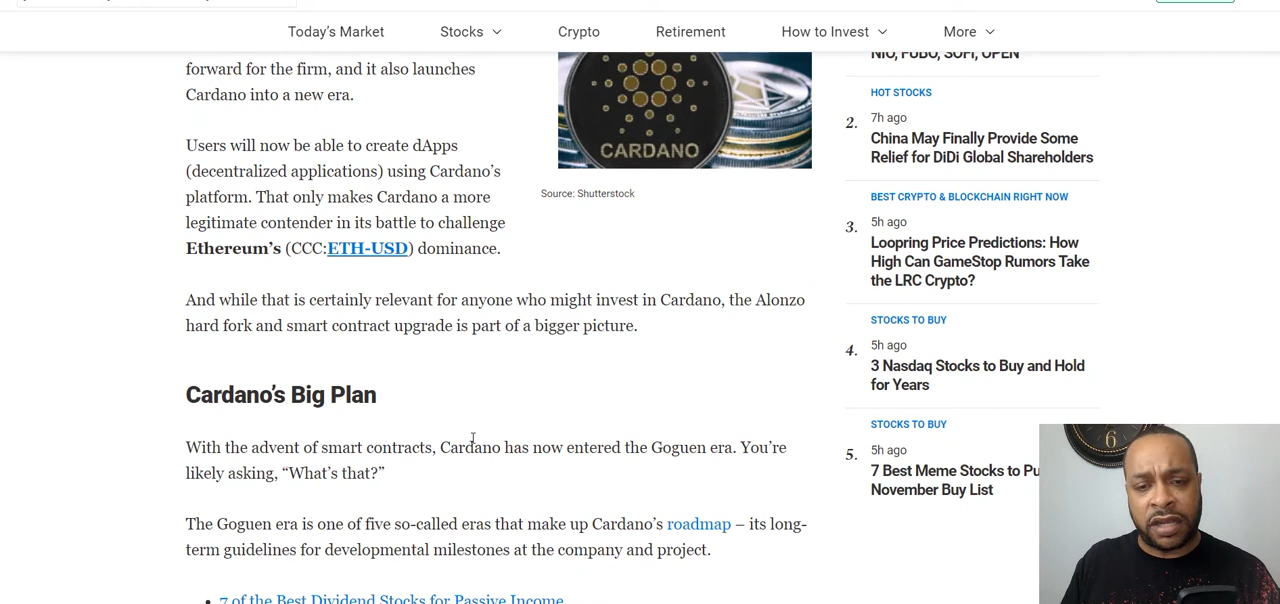 Today's Market
Stocks
Crypto
Retirement
How to Invest
More
forward for the firm, and it also launches
Cardano into a new era.
Users will now be able to create dApps
(decentralized applications) using Cardano's
platform. That only makes Cardano a more
legitimate contender in its battle to challenge
Ethereum's (CCC:ETH-USD) dominance.
CARDANO
Source: Shutterstock
And while that is certainly relevant for anyone who might invest in Cardano, the Alonzo
hard fork and smart contract upgrade is part of a bigger picture.
Cardano's Big Plan
With the advent of smart contracts, Cardano has now entered the Goguen era. You're
likely asking, “What's that?”
The Goguen era is one of five so-called eras that make up Cardano's roadmap – its long-
term guidelines for developmental milestones at the company and project.
• 7 of the Best Dividend Stocks for Passive Income
NIO, FUBO, SOFI, OPEN
HOT STOCKS
2.
7h ago
China May Finally Provide Some
Relief for DiDi Global Shareholders
BEST CRYPTO & BLOCKCHAIN RIGHT NOW
3.
5h ago
Loopring Price Predictions: How
High Can GameStop Rumors Take
the LRC Crypto?
STOCKS TO BUY
4.
5h ago
3 Nasdaq Stocks to Buy and Hold
for Years
STOCKS TO BUY
5.
5h ago
7 Best Meme Stocks to Pu
November Buy List
6